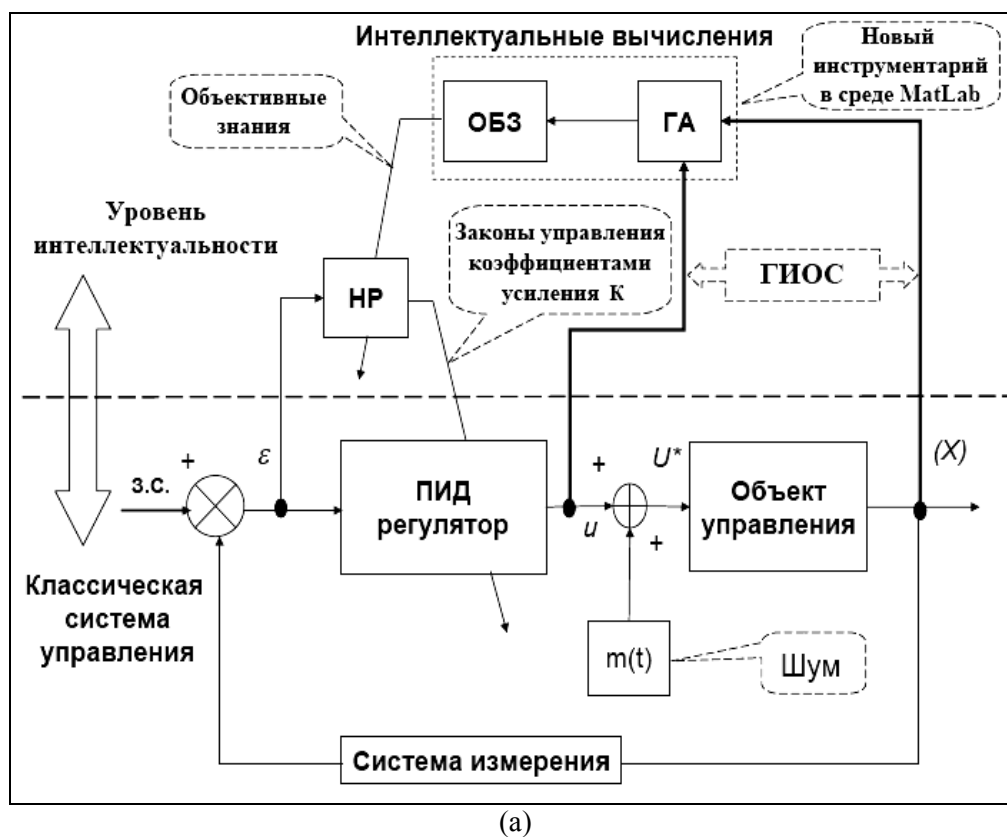 Интеллектуальные вычисления
Новый
инструментарий
в среде MatLab
Объективные
знания
ОБЗ
ГА
Уровень
интеллектуальности
Законы управления
коэффициентами
усиления К
ГИОС
НР
+
ε
з.с.
ПИД
регулятор
+
u
+
U*
Объект
управления
(X)
Классическая
система
управления
m(t)
Шум
Система измерения
(а)